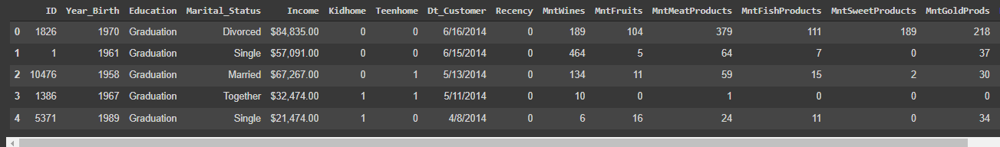 ID Year_Birth Education Marital_Status Income Kidhome Teenhome Dt_Customer Recency MntWines MntFruits MntMeatProducts MntFishProducts MntSweetProducts MntGoldProds
0 1826 1970 Graduation Divorced $84,835.00 0 0 6/16/2014 0 189 104 379 111 189 218
1 1 1961 Graduation Single $57,091.00 0 0 6/15/2014 0 464 5 64 7 0 37
2 10476 1958 Graduation Married $67,267.00 0 1 5/13/2014 0 134 11 59 15 2 30
3 1386 1967 Graduation Together $32,474.00 1 1 5/11/2014 0 10 0 1 0 0 0
4 5371 1989 Graduation Single $21,474.00 1 0 4/8/2014 0 6 16 24 11 0 34